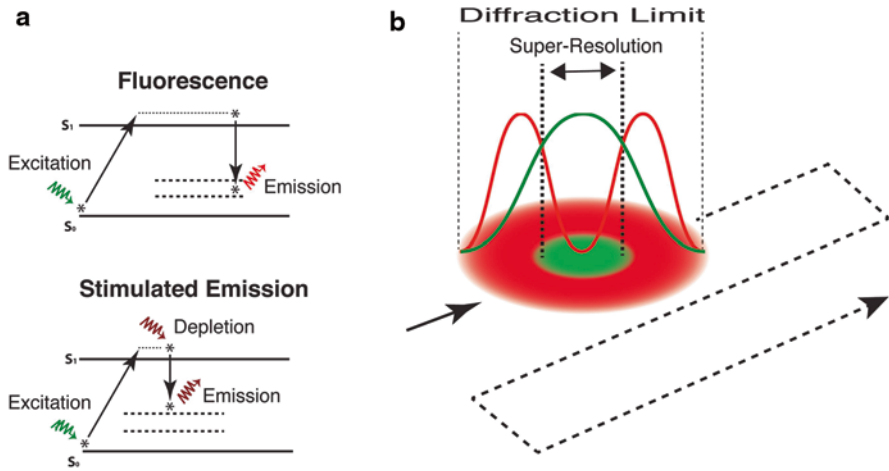 a
Fluorescence
S₁
Excitation
Emission
S₀
Stimulated Emission
Depletion
S₁
Emission
Excitation
S₀
b
Diffraction Limit
Super-Resolution